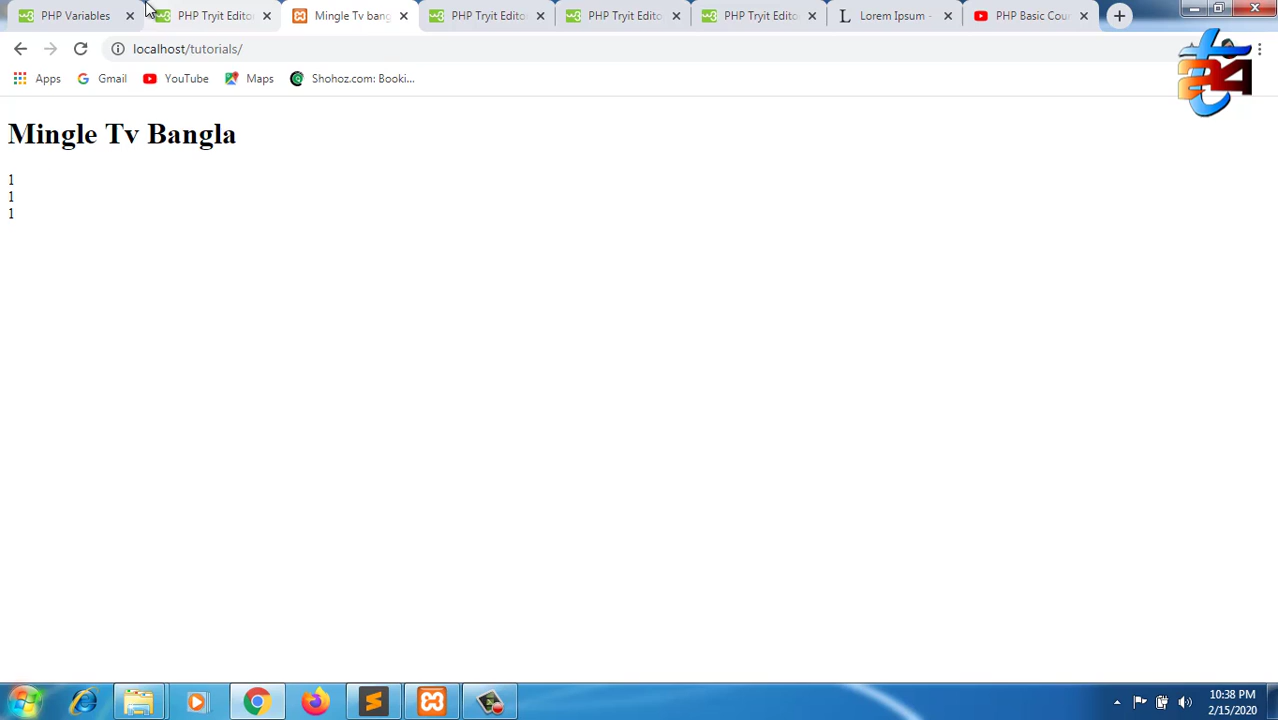 PHP Variables
PHP Tryit Editor
Mingle Tv bang
PHP Tryit Edito
PHP Tryit Edito
PHP Tryit Edito
Lorem Ipsum -
PHP Basic Cou
localhost/tutorials/
Apps
Gmail
YouTube
Maps
Shohoz.com: Booki...
Mingle Tv Bangla
1
1
1
10:38 PM
2/15/2020